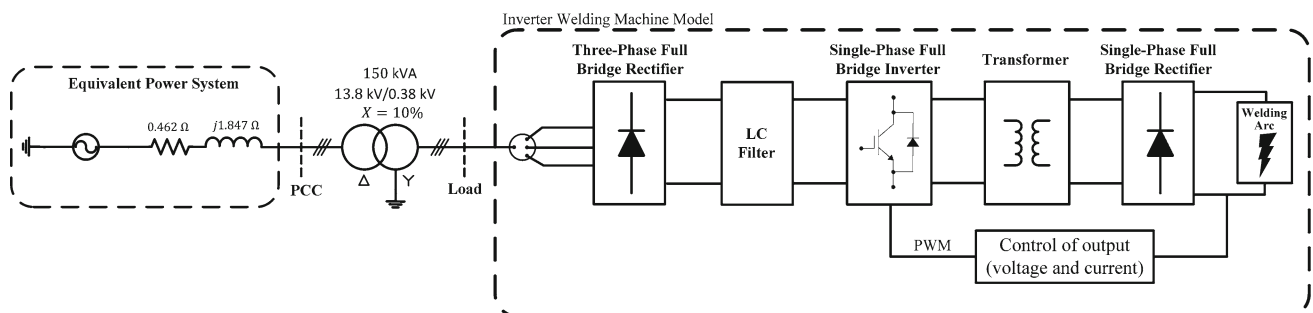 Inverter Welding Machine Model
Equivalent Power System
0.462 Ω
j1.847 Ω
PCC
150 kVA
13.8 kV/0.38 kV
X = 10%
Δ
Y
Load
Three-Phase Full
Bridge Rectifier
LC
Filter
Single-Phase Full
Bridge Inverter
Transformer
Single-Phase Full
Bridge Rectifier
Welding
Arc
PWM
Control of output
(voltage and current)